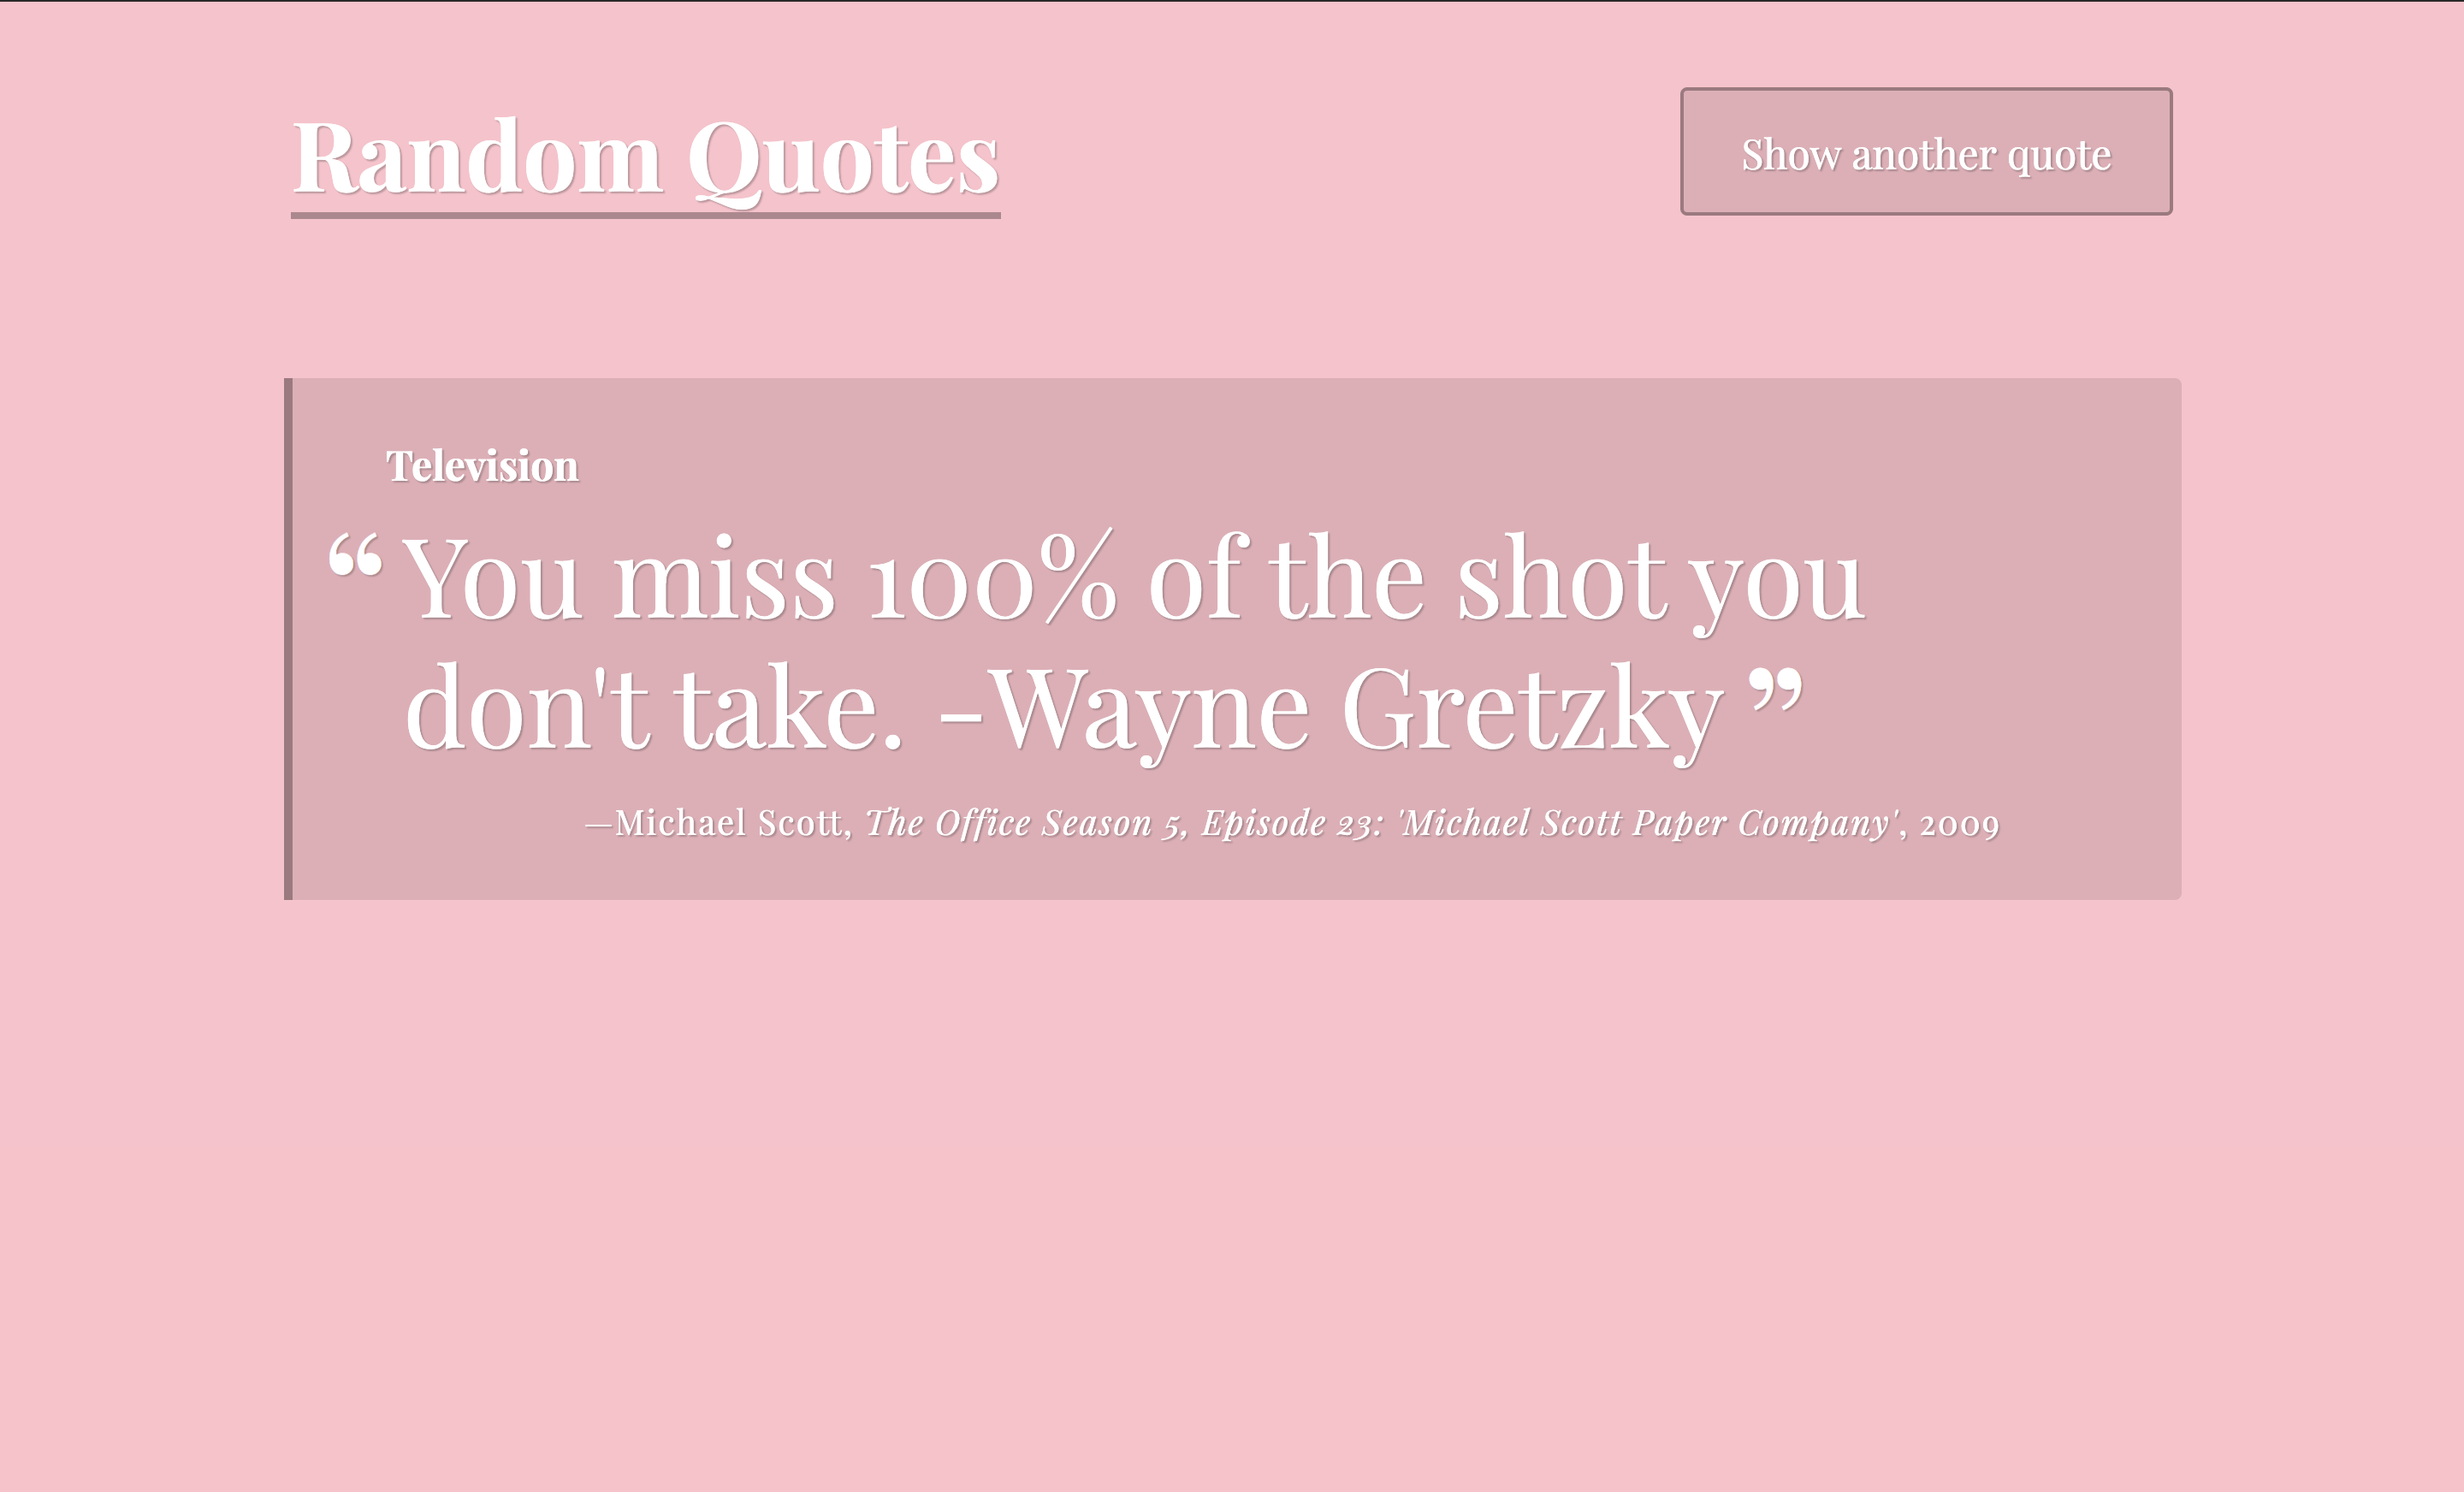 Random Quotes
Show another quote
Television
“You miss 100% of the shot you
don't take. -Wayne Gretzky”
—Michael Scott, The Office Season 5, Episode 23: 'Michael Scott Paper Company', 2009